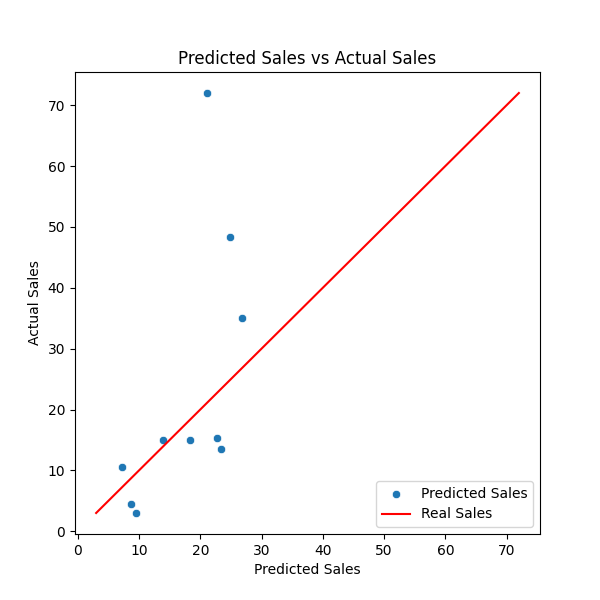 Predicted Sales vs Actual Sales
70
60
50
40
30
20
10
0
Actual Sales
0 10 20 30 40 50 60 70
Predicted Sales
Predicted Sales
Real Sales